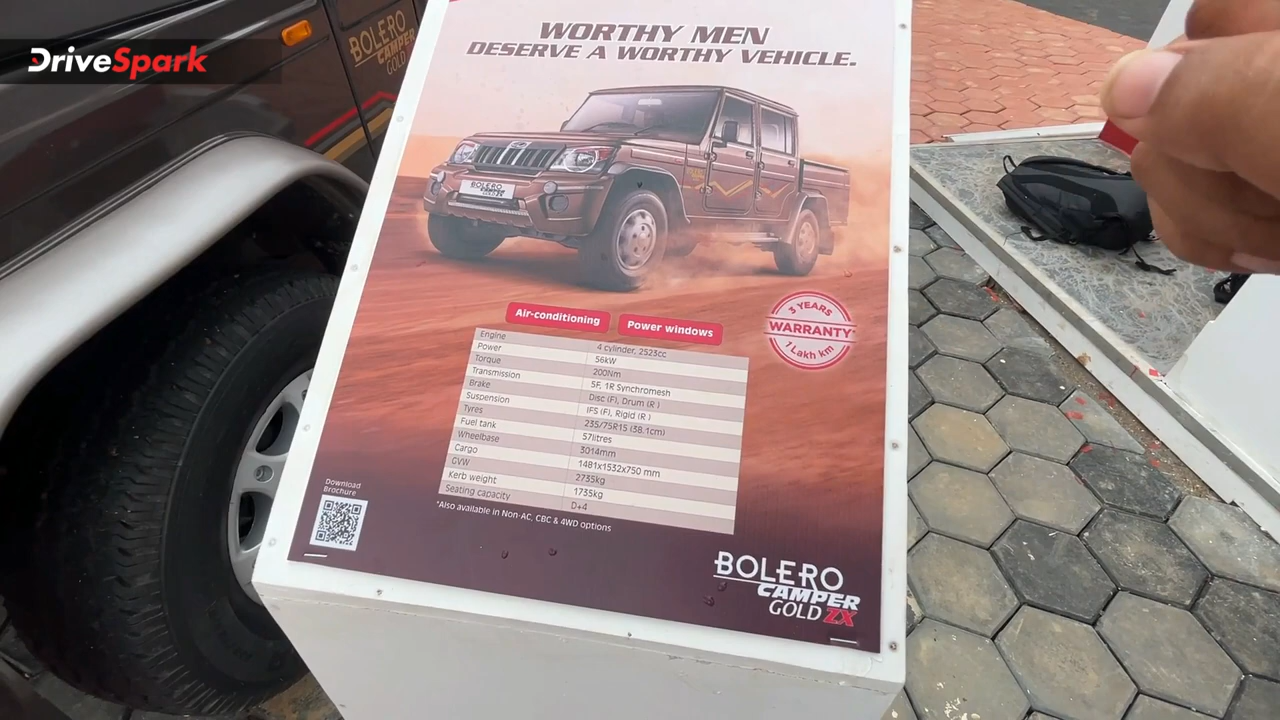 DriveSpark
BOLERO
CAMPER
GOLD
WORTHY MEN
DESERVE A WORTHY VEHICLE.
BOLERO
CAMPER
GOLD ZX
Air-conditioning
Power windows
3 YEARS
WARRANTY*
1 Lakh km
Engine 4 cylinder, 2523cc
Power 56kW
Torque 200Nm
Transmission 5F, 1R Synchromesh
Brake Disc (F), Drum (R )
Suspension IFS (F), Rigid (R )
Tyres 235/75R15 (38.1cm)
Fuel tank 57litres
Wheelbase 3014mm
Cargo 1481x1532x750 mm
GVW 2735kg
Kerb weight 1735kg
Seating capacity D+4
*Also available in Non-AC, CBC & 4WD options
Download
Brochure
BOLERO
CAMPER
GOLD ZX